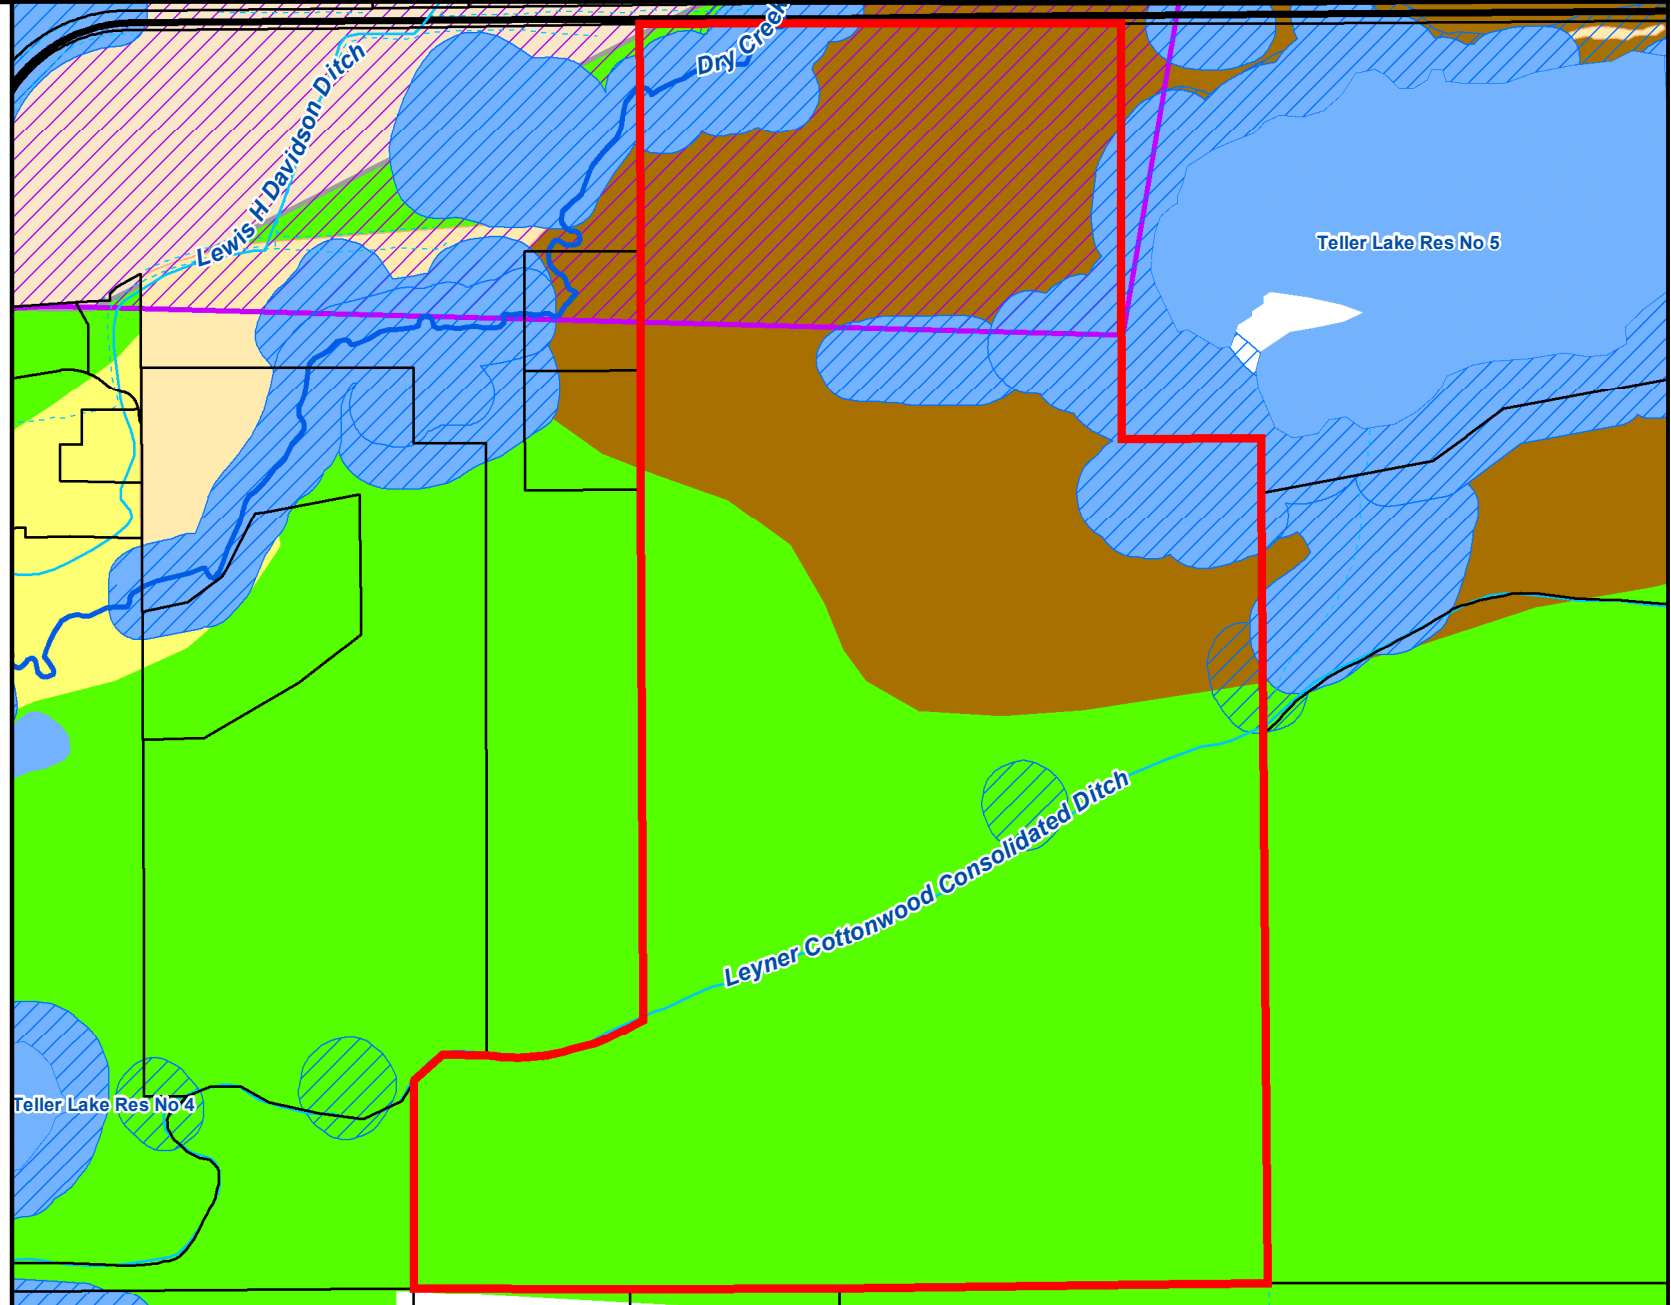 Dry Creek
Lewis H Davidson Ditch
Teller Lake Res No 5
Leyner Cottonwood Consolidated Ditch
Teller Lake Res No 4